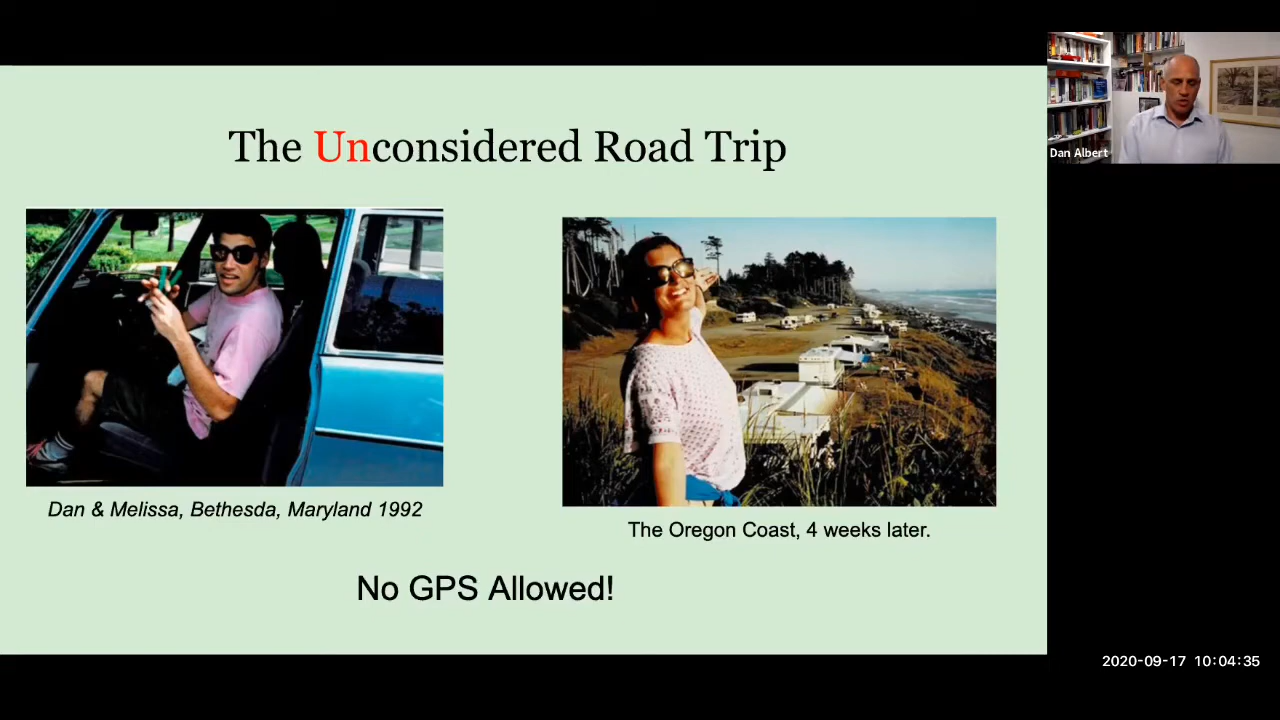 The Unconsidered Road Trip
Dan & Melissa, Bethesda, Maryland 1992
The Oregon Coast, 4 weeks later.
No GPS Allowed!
Dan Albert
2020-09-17 10:04:35